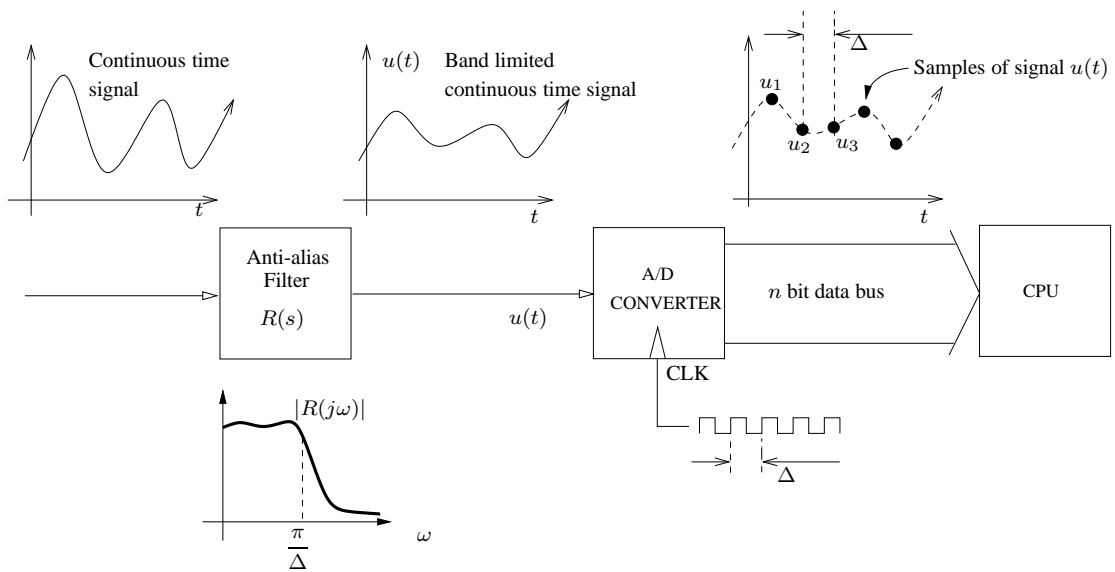 Continuous time
signal
t
u(t)
Band limited
continuous time signal
t
Δ
Samples of signal u(t)
u1
u2
u3
t
Anti-alias
Filter
R(s)
u(t)
A/D
CONVERTER
CLK
n bit data bus
CPU
|R(jω)|
π
Δ
ω
Δ